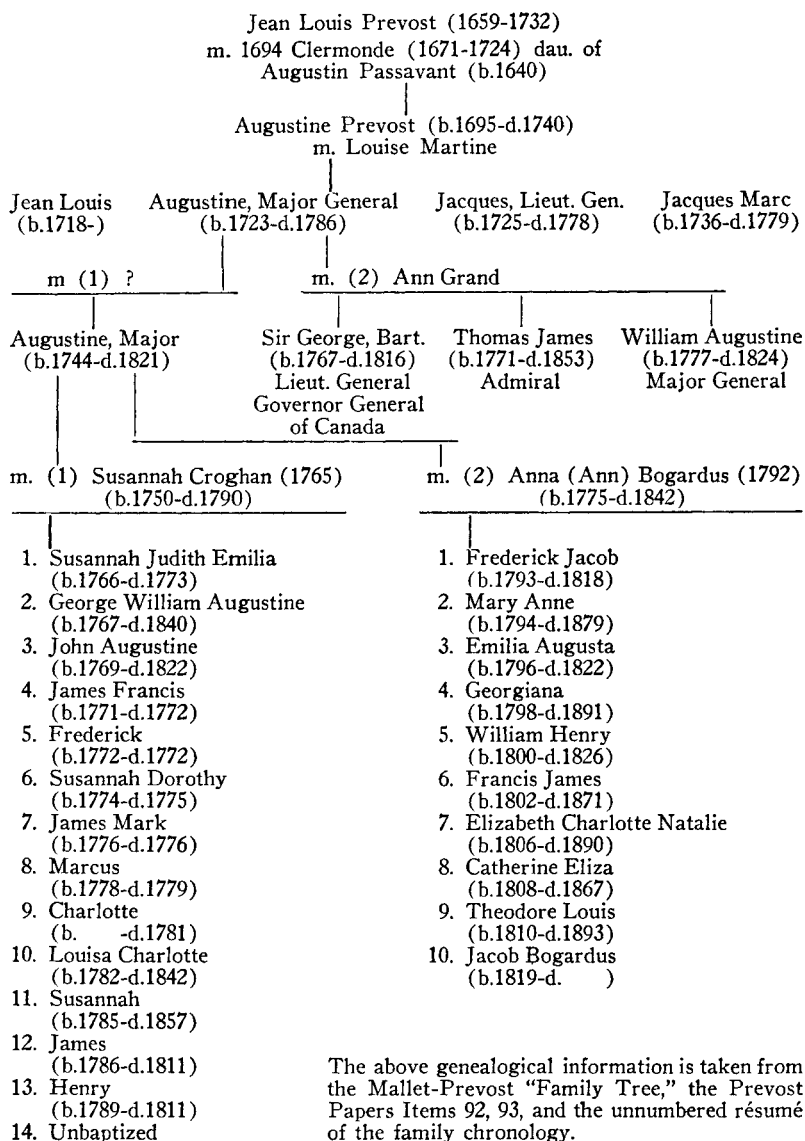 Jean Louis Prevost (1659-1732)
m. 1694 Clermonde (1671-1724) dau. of
Augustin Passavant (b.1640)
Augustine Prevost (b.1695-d.1740)
m. Louise Martine
Jean Louis
(b.1718-)
Augustine, Major General
(b.1723-d.1786)
Jacques, Lieut. Gen.
(b.1725-d.1778)
Jacques Marc
(b.1736-d.1779)
m (1) ?
m. (2) Ann Grand
Augustine, Major
(b.1744-d.1821)
Sir George, Bart.
(b.1767-d.1816)
Lieut. General
Governor General
of Canada
Thomas James
(b.1771-d.1853)
Admiral
William Augustine
(b.1777-d.1824)
Major General
m. (1) Susannah Croghan (1765)
(b.1750-d.1790)
1. Susannah Judith Emilia
(b.1766-d.1773)
2. George William Augustine
(b.1767-d.1840)
3. John Augustine
(b.1769-d.1822)
4. James Francis
(b.1771-d.1772)
5. Frederick
(b.1772-d.1772)
6. Susannah Dorothy
(b.1774-d.1775)
7. James Mark
(b.1776-d.1776)
8. Marcus
(b.1778-d.1779)
9. Charlotte
(b. -d.1781)
10. Louisa Charlotte
(b.1782-d.1842)
11. Susannah
(b.1785-d.1857)
12. James
(b.1786-d.1811)
13. Henry
(b.1789-d.1811)
14. Unbaptized
m. (2) Anna (Ann) Bogardus (1792)
(b.1775-d.1842)
1. Frederick Jacob
(b.1793-d.1818)
2. Mary Anne
(b.1794-d.1879)
3. Emilia Augusta
(b.1796-d.1822)
4. Georgiana
(b.1798-d.1891)
5. William Henry
(b.1800-d.1826)
6. Francis James
(b.1802-d.1871)
7. Elizabeth Charlotte Natalie
(b.1806-d.1890)
8. Catherine Eliza
(b.1808-d.1867)
9. Theodore Louis
(b.1810-d.1893)
10. Jacob Bogardus
(b.1819-d. )
The above genealogical information is taken from
the Mallet-Prevost “Family Tree,” the Prevost
Papers Items 92, 93, and the unnumbered résumé
of the family chronology.